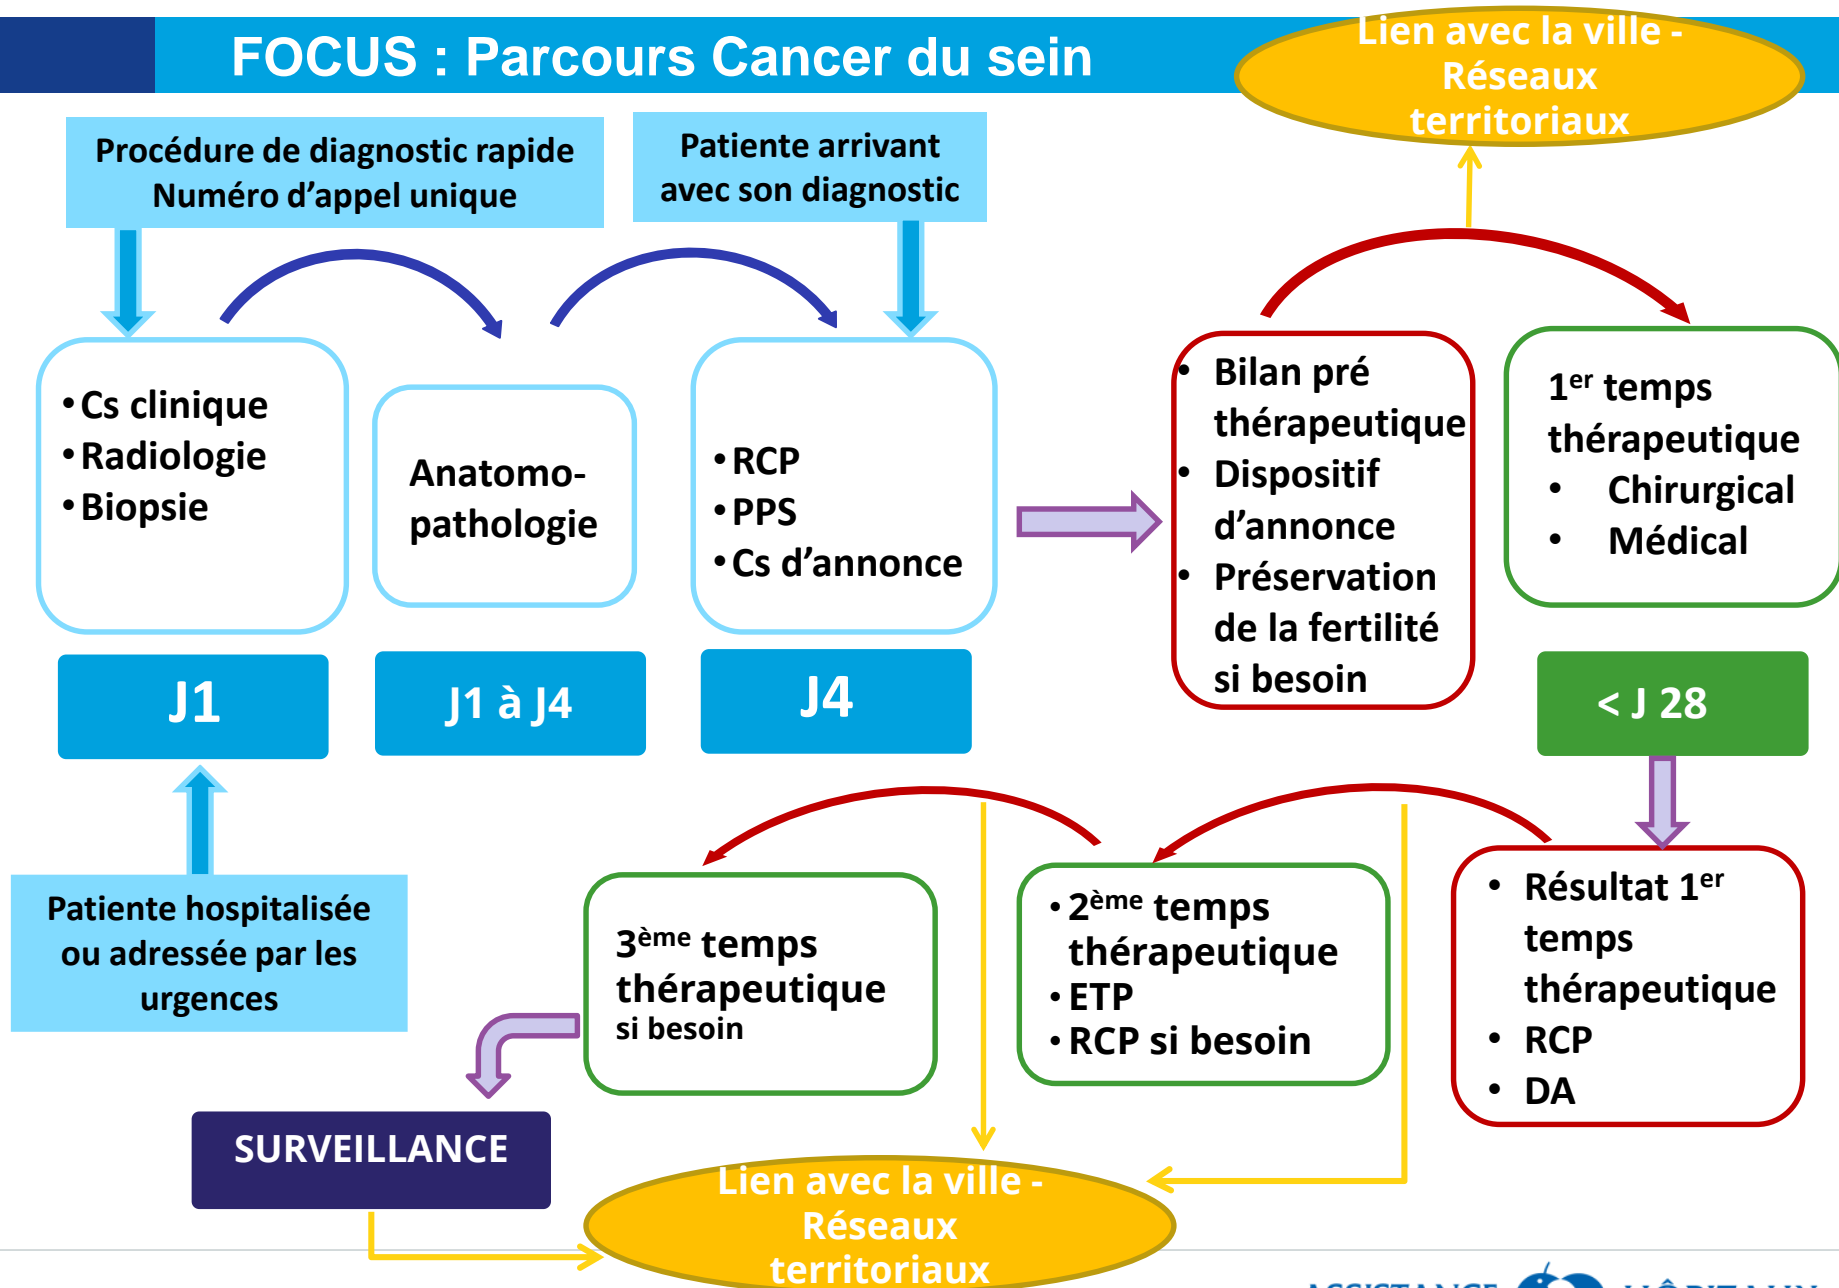 FOCUS : Parcours Cancer du sein
Lien avec la ville -
Réseaux
territoriaux
Procédure de diagnostic rapide
Numéro d’appel unique
Patiente arrivant
avec son diagnostic
• Cs clinique
• Radiologie
• Biopsie
Anatomo-
pathologie
• RCP
• PPS
• Cs d’annonce
• Bilan pré
thérapeutique
• Dispositif
d’annonce
• Préservation
de la fertilité
si besoin
1er temps
thérapeutique
• Chirurgical
• Médical
J1
J1 à J4
J4
< J 28
Patiente hospitalisée
ou adressée par les
urgences
3ème temps
thérapeutique
si besoin
• 2ème temps
thérapeutique
• ETP
• RCP si besoin
• Résultat 1er
temps
thérapeutique
• RCP
• DA
SURVEILLANCE
Lien avec la ville -
Réseaux
territoriaux
ASSISTANCE HÔPITAUX